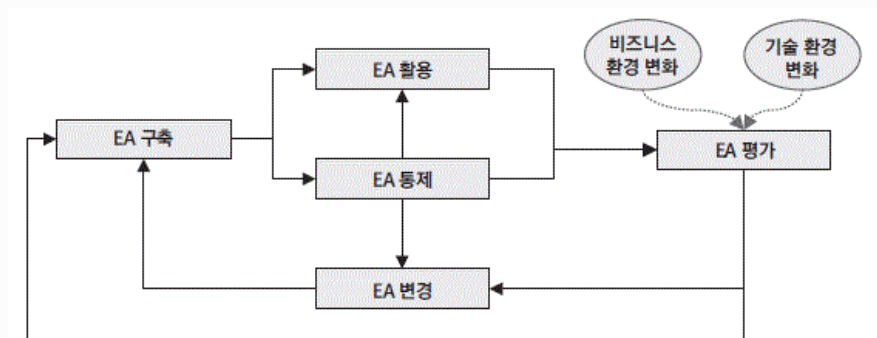 비즈니스
환경 변화
기술 환경
변화
EA 활용
EA 구축
EA 평가
EA 통제
EA 변경